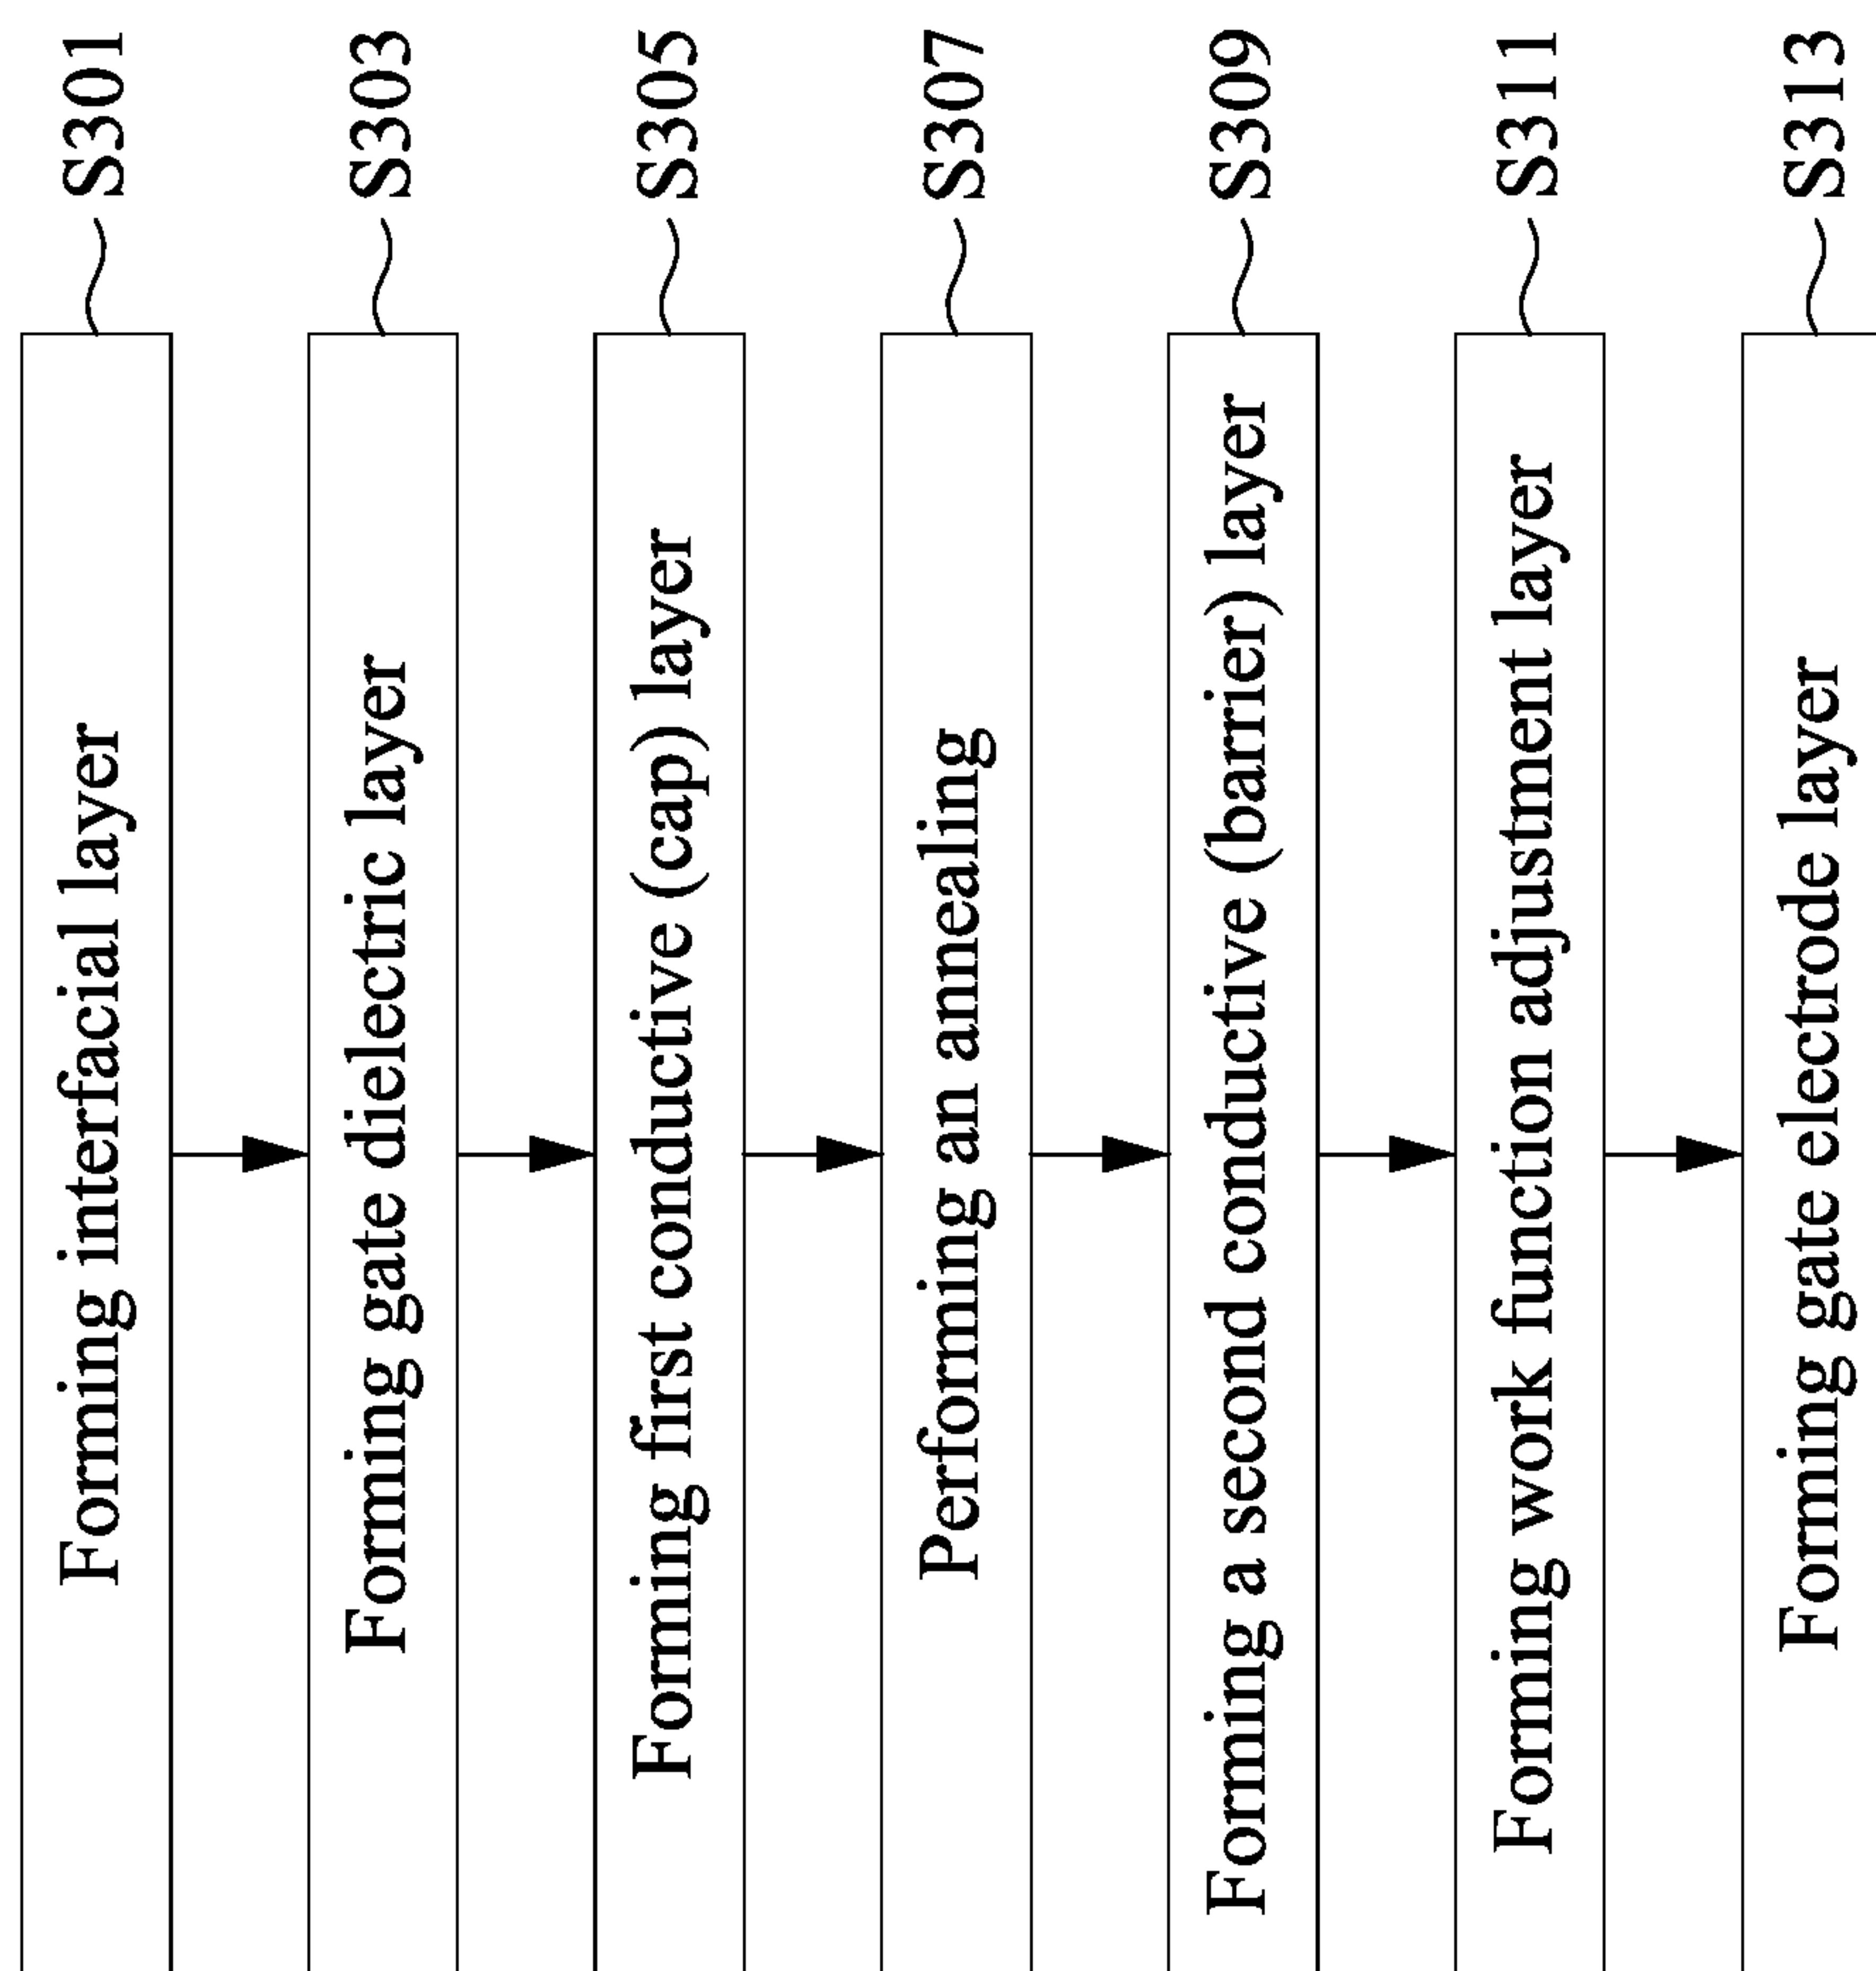 Forming interfacial layer S301
Forming gate dielectric layer S303
Forming first conductive (cap) layer S305
Performing an annealing S307
Forming a second conductive (barrier) layer S309
Forming work function adjustment layer S311
Forming gate electrode layer S313